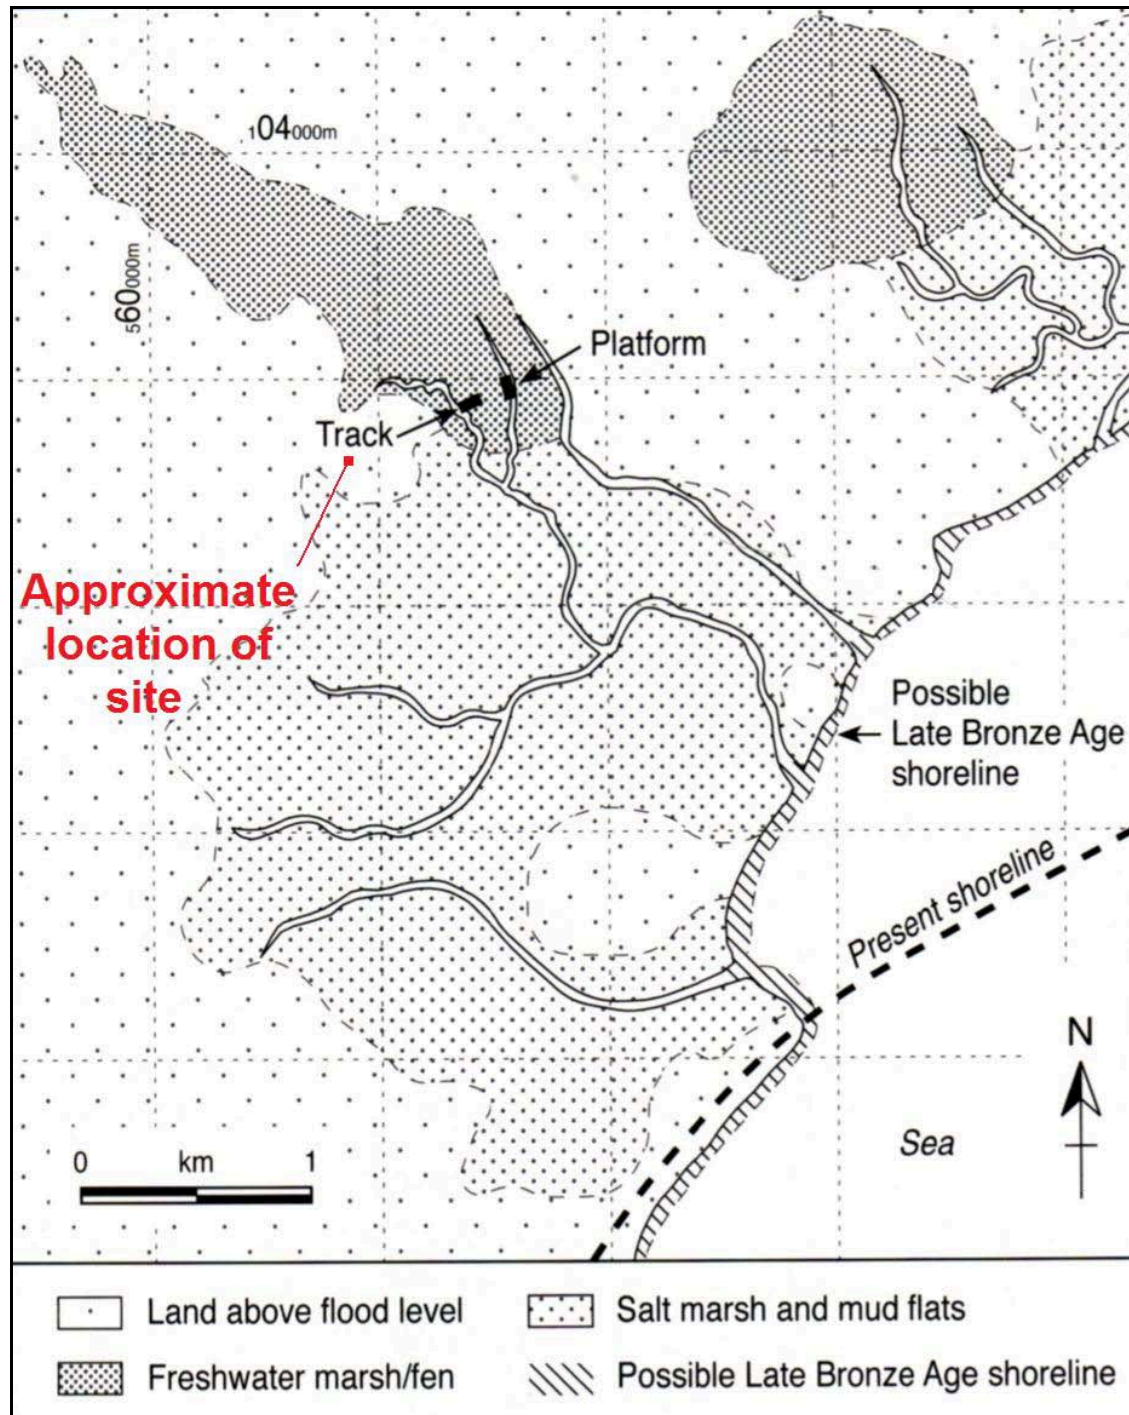 104000m
560000m
Platform
Track
Approximate
location of
site
Possible
Late Bronze Age
shoreline
Present shoreline
N
Sea
0 km 1
Land above flood level
Salt marsh and mud flats
Freshwater marsh/fen
Possible Late Bronze Age shoreline